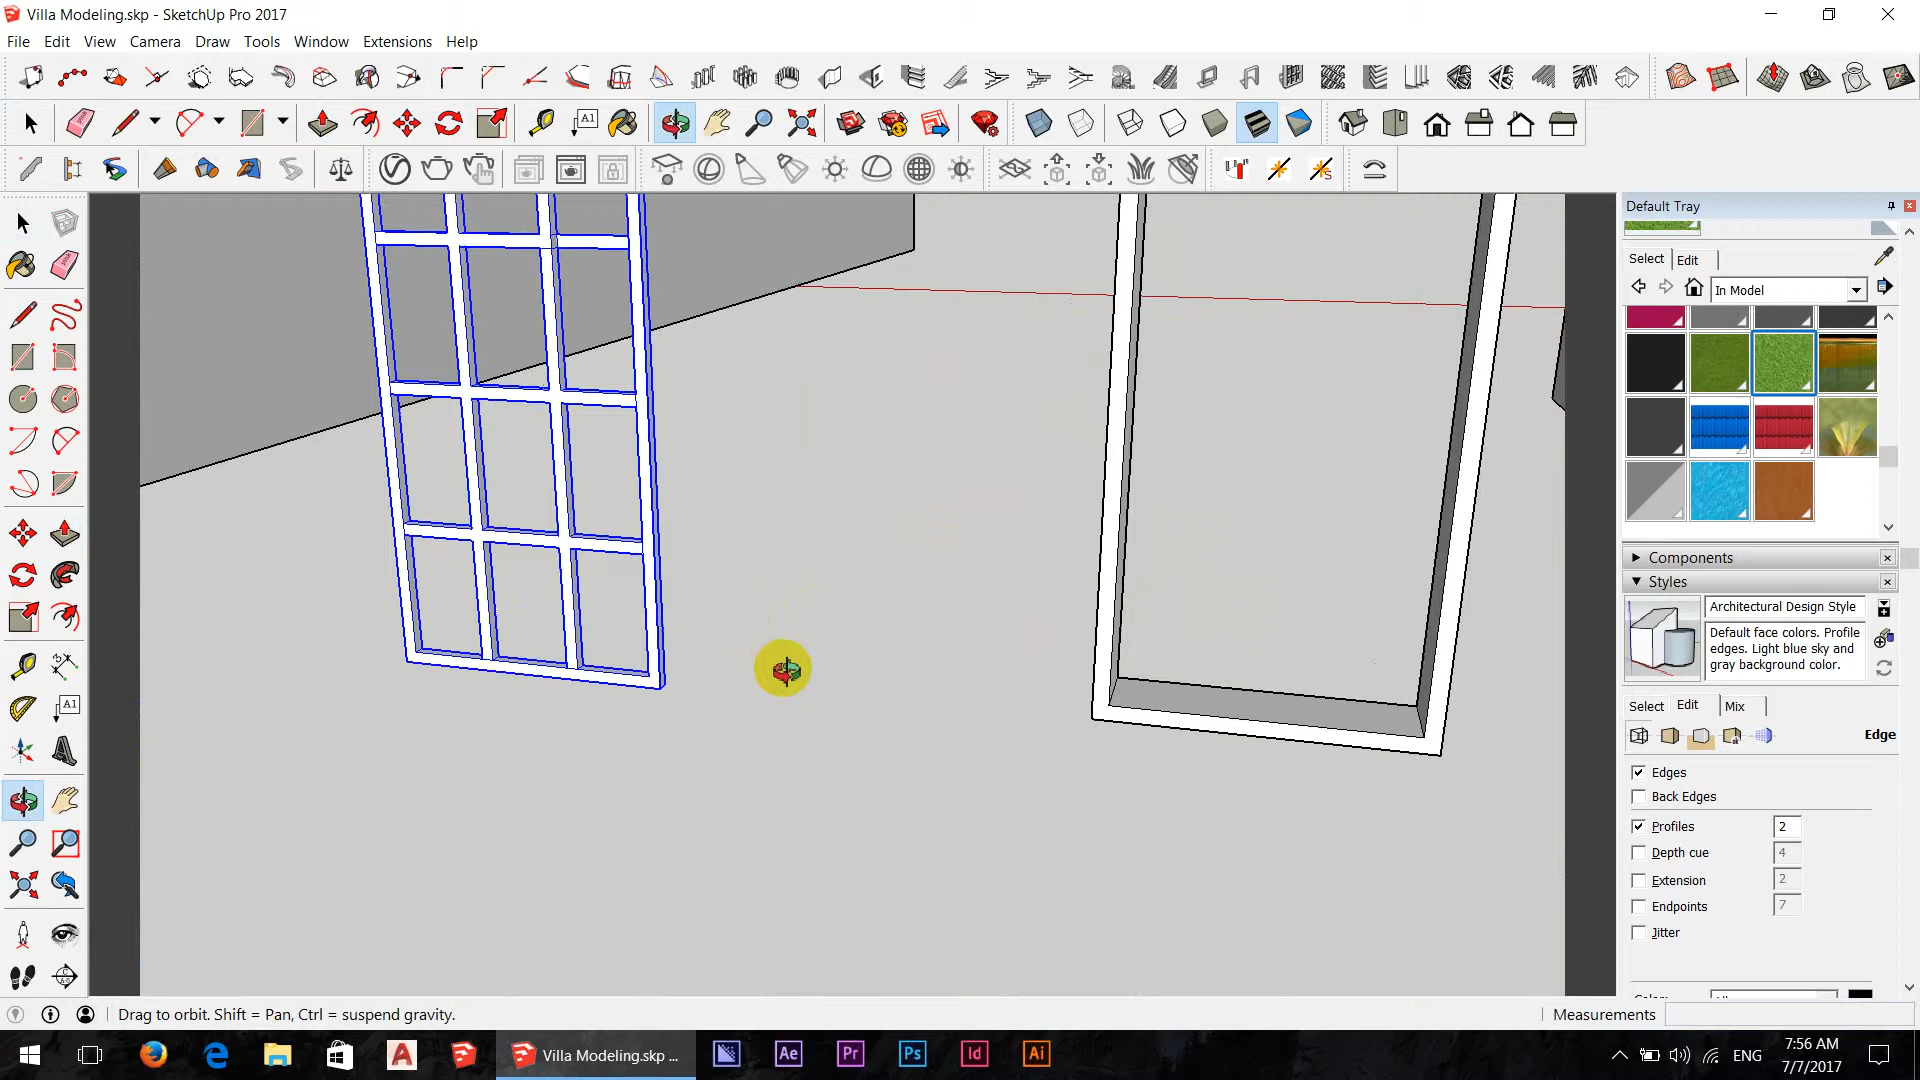 Villa Modeling.skp - SketchUp Pro 2017
File Edit View Camera Draw Tools Window Extensions Help
A1
Default Tray
Select Edit
In Model
Components
Styles
Architectural Design Style
Default face colors. Profile
edges. Light blue sky and
gray background color.
A1
Select Edit Mix
Edge
Edges
Back Edges
Profiles 2
Depth cue 4
Extension 2
Endpoints 7
Jitter
Drag to orbit. Shift = Pan, Ctrl = suspend gravity.
Measurements
Villa Modeling.skp ...
Ae
Pr
Ps
Id
Ai
ENG
7:56 AM
7/7/2017